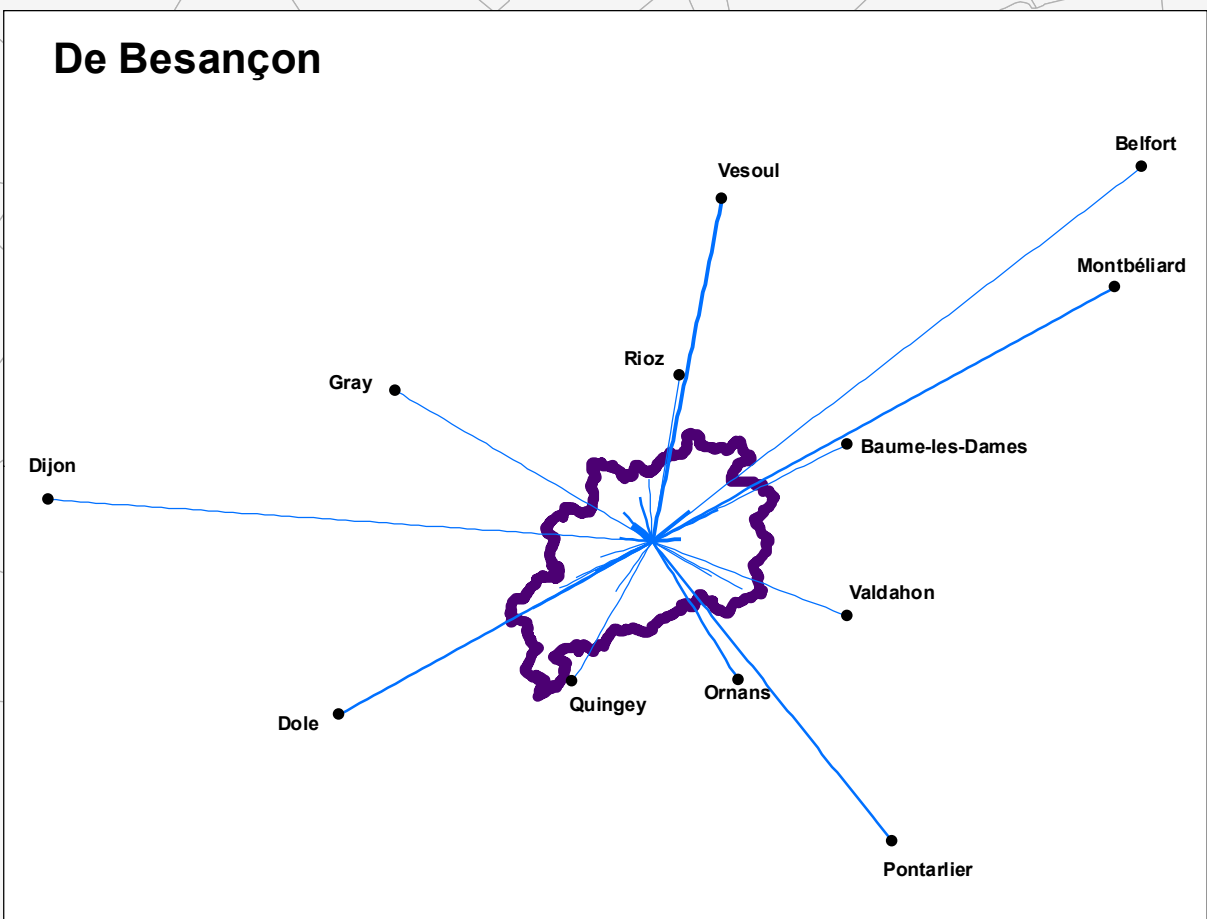 De Besançon
Belfort
Vesoul
Montbéliard
Rioz
Gray
Baume-les-Dames
Dijon
Valdahon
Ornans
Quingey
Dole
Pontarlier